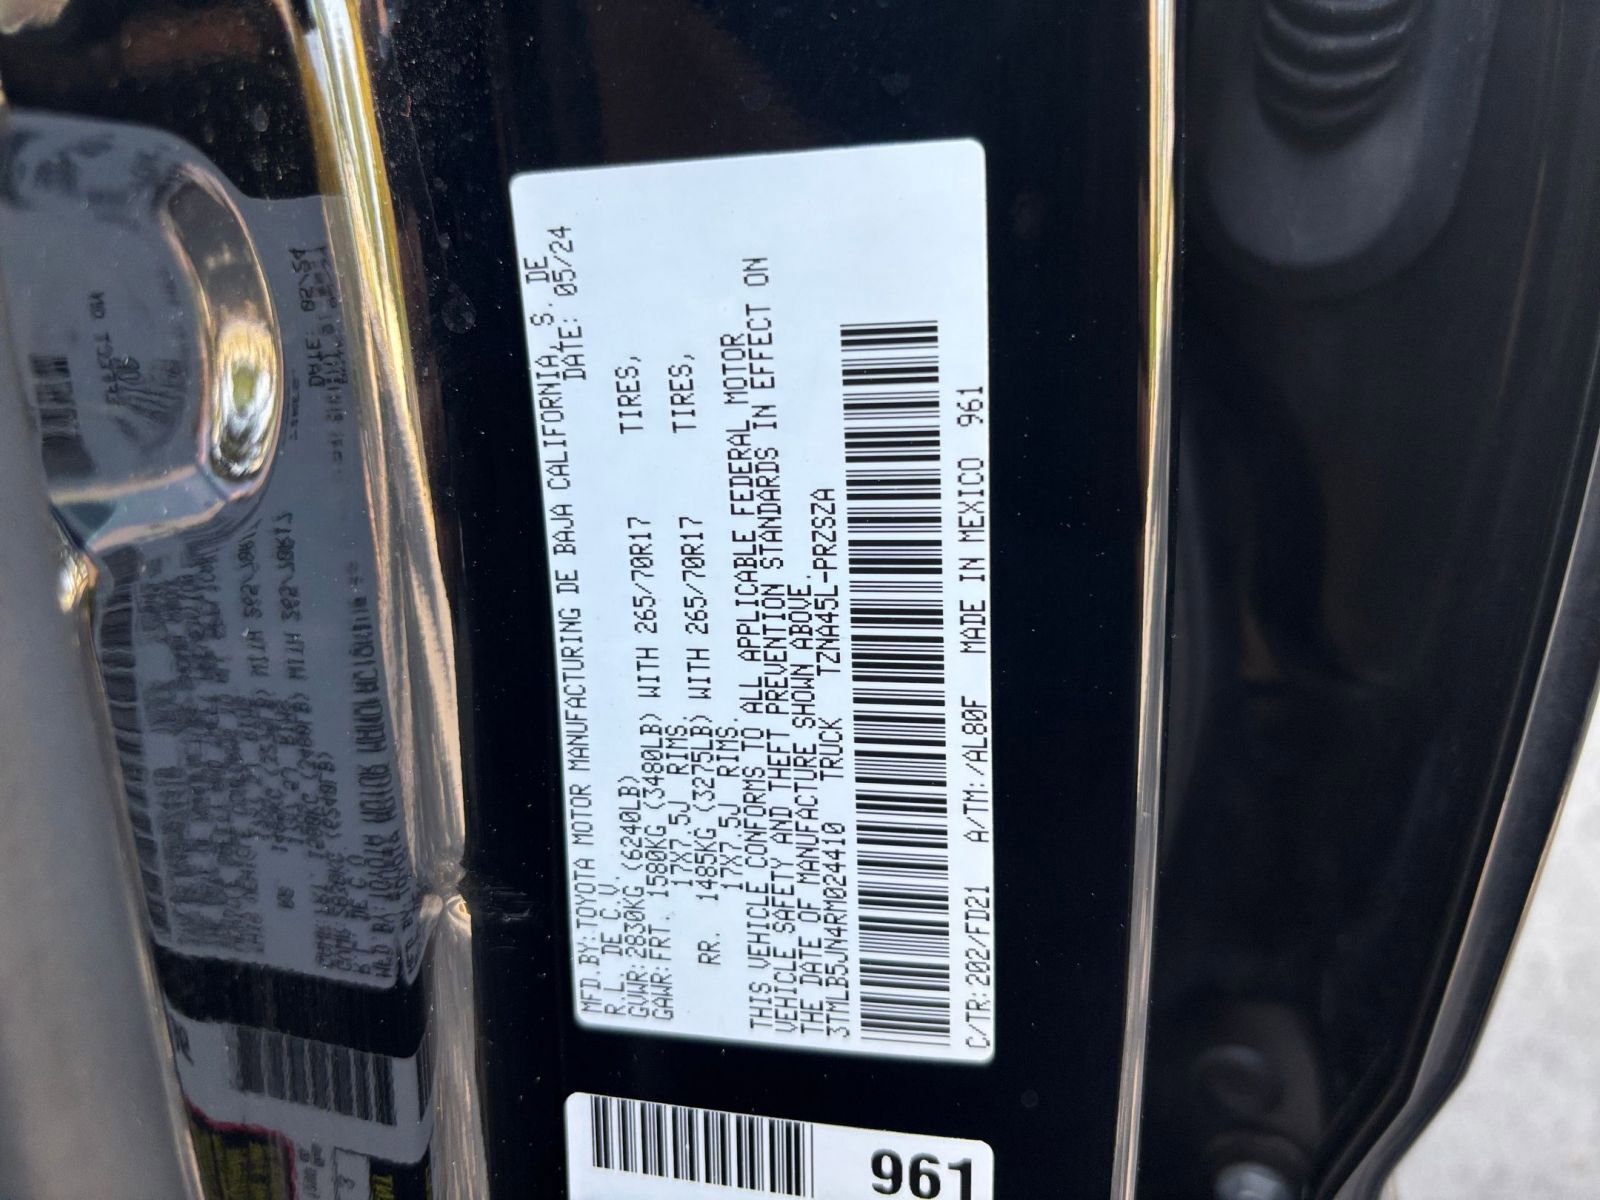 MFD.BY:TOYOTA MOTOR MANUFACTURING DE BAJA CALIFORNIA, S. DE
R.L. DE C.V. DATE: 05/24
GVWR:2830KG (6240LB)
GAWR:FRT. 1580KG (3480LB) WITH 265/70R17 TIRES,
17X7.5J RIMS.
RR. 1485KG (3275LB) WITH 265/70R17 TIRES,
17X7.5J RIMS.
THIS VEHICLE CONFORMS TO ALL APPLICABLE FEDERAL MOTOR
VEHICLE SAFETY AND THEFT PREVENTION STANDARDS IN EFFECT ON
THE DATE OF MANUFACTURE SHOWN ABOVE.
3TMLB5JN4RM024410 TRUCK TZNA45L-PRZSZA
C/TR:202/FD21 A/TM:/AL80F MADE IN MEXICO 961
961